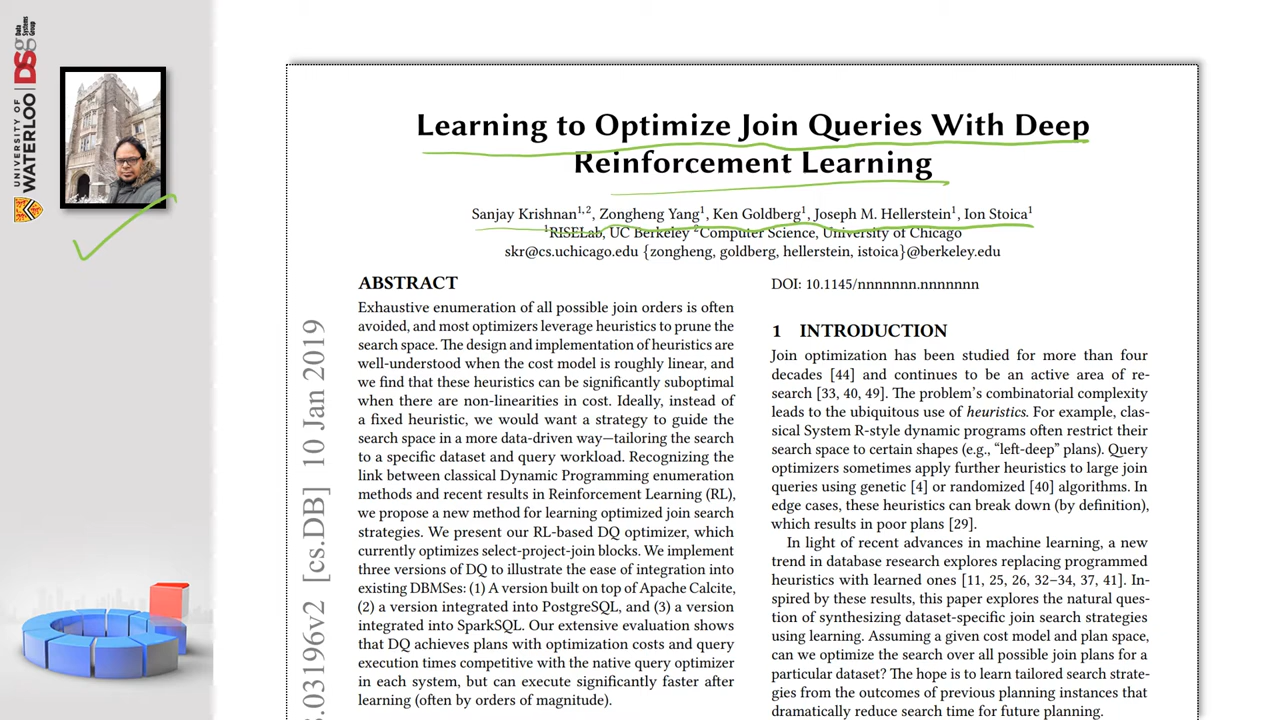 UNIVERSITY OF
WATERLOO
DSg
Data
Systems
Group
Learning to Optimize Join Queries With Deep
Reinforcement Learning
Sanjay Krishnan1,2, Zongheng Yang1, Ken Goldberg1, Joseph M. Hellerstein1, Ion Stoica1
1RISELab, UC Berkeley 2Computer Science, University of Chicago
skr@cs.uchicago.edu {zongheng, goldberg, hellerstein, istoica}@berkeley.edu
.03196v2 [cs.DB] 10 Jan 2019
ABSTRACT
Exhaustive enumeration of all possible join orders is often
avoided, and most optimizers leverage heuristics to prune the
search space. The design and implementation of heuristics are
well-understood when the cost model is roughly linear, and
we find that these heuristics can be significantly suboptimal
when there are non-linearities in cost. Ideally, instead of
a fixed heuristic, we would want a strategy to guide the
search space in a more data-driven way—tailoring the search
to a specific dataset and query workload. Recognizing the
link between classical Dynamic Programming enumeration
methods and recent results in Reinforcement Learning (RL),
we propose a new method for learning optimized join search
strategies. We present our RL-based DQ optimizer, which
currently optimizes select-project-join blocks. We implement
three versions of DQ to illustrate the ease of integration into
existing DBMSes: (1) A version built on top of Apache Calcite,
(2) a version integrated into PostgreSQL, and (3) a version
integrated into SparkSQL. Our extensive evaluation shows
that DQ achieves plans with optimization costs and query
execution times competitive with the native query optimizer
in each system, but can execute significantly faster after
learning (often by orders of magnitude).
DOI: 10.1145/nnnnnnn.nnnnnnn
1 INTRODUCTION
Join optimization has been studied for more than four
decades [44] and continues to be an active area of re-
search [33, 40, 49]. The problem's combinatorial complexity
leads to the ubiquitous use of heuristics. For example, clas-
sical System R-style dynamic programs often restrict their
search space to certain shapes (e.g., “left-deep” plans). Query
optimizers sometimes apply further heuristics to large join
queries using genetic [4] or randomized [40] algorithms. In
edge cases, these heuristics can break down (by definition),
which results in poor plans [29].
In light of recent advances in machine learning, a new
trend in database research explores replacing programmed
heuristics with learned ones [11, 25, 26, 32–34, 37, 41]. In-
spired by these results, this paper explores the natural ques-
tion of synthesizing dataset-specific join search strategies
using learning. Assuming a given cost model and plan space,
can we optimize the search over all possible join plans for a
particular dataset? The hope is to learn tailored search strate-
gies from the outcomes of previous planning instances that
dramatically reduce search time for future planning.